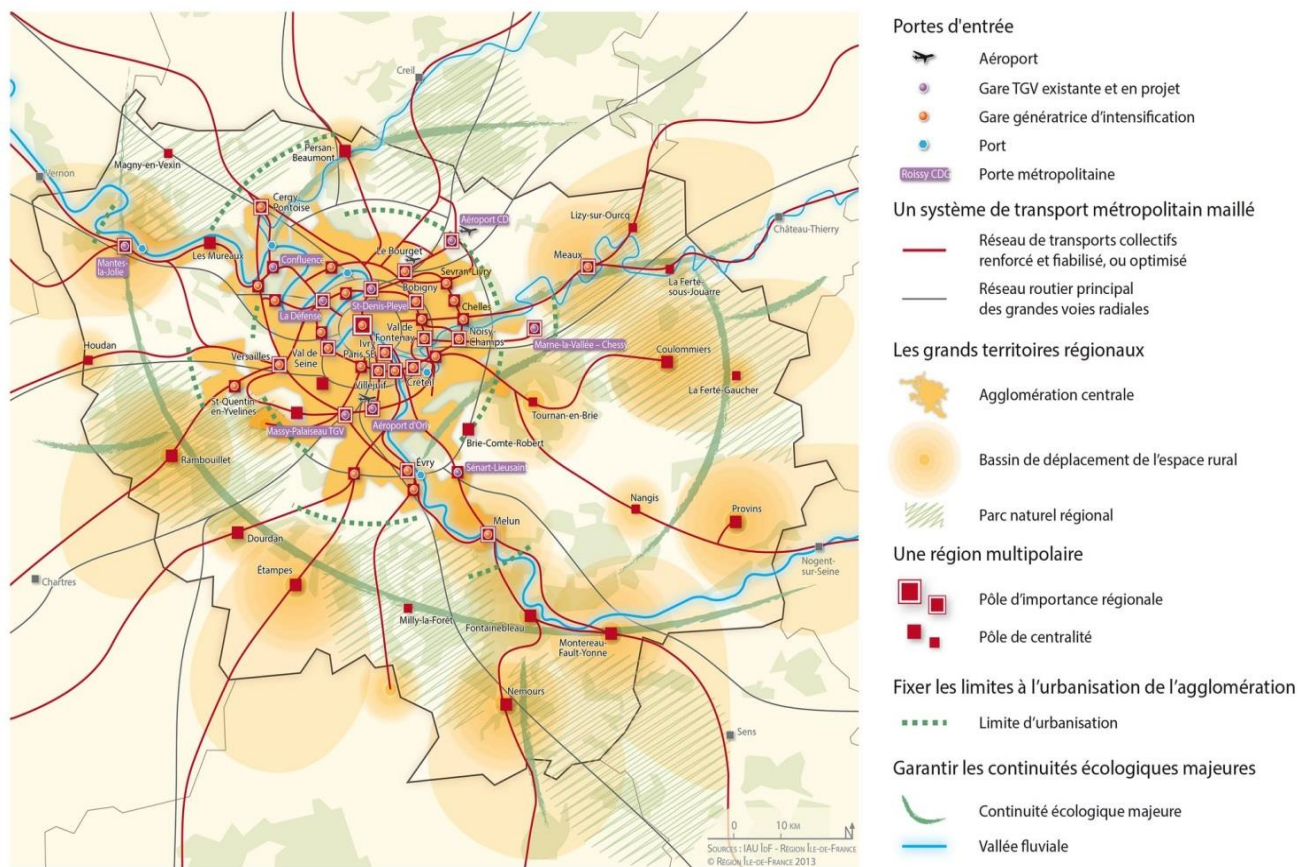 Creil
Persan-
Beaumont
Magny-en-Vexin
Vernon
Cergy
Pontoise
Aéroport CD
Lizy-sur-Ourcq
Château-Thierry
Mantes-
la-Jolie
Les Mureaux
Confluence
Le Bourget
Sevran-Livry
Meaux
La Ferté-
sous-Jouarre
Bobigny
St-Denis-Pleyel
La Défense
Chelles
Val de
Fontenay
Noisy-
Champs
Marne-la-Vallée – Chessy
Houdan
Versailles
Val de
Seine
Ivry
Paris SB
Coulommiers
La Ferté-Gaucher
Villejuif
Créteil
St-Quentin
en-Yvelines
Tournan-en-Brie
Massy-Palaiseau TGV
Aéroport d'Orl
Brie-Comte-Robert
Rambouillet
Évry
Sénart-Lieusaint
Nangis
Provins
Melun
Dourdan
Nogent-
sur-Seine
Chartres
Étampes
Milly-la-Forêt
Fontainebleau
Montereau-
Fault-Yonne
Nemours
Sens
0 10 KM
N
SOURCES : IAU ÎDF - RÉGION ÎLE-DE-FRANCE
© RÉGION ÎLE-DE-FRANCE 2013
Portes d'entrée
Aéroport
Gare TGV existante et en projet
Gare génératrice d'intensification
Port
Roissy CDG
Porte métropolitaine
Un système de transport métropolitain maillé
Réseau de transports collectifs
renforcé et fiabilisé, ou optimisé
Réseau routier principal
des grandes voies radiales
Les grands territoires régionaux
Agglomération centrale
Bassin de déplacement de l'espace rural
Parc naturel régional
Une région multipolaire
Pôle d'importance régionale
Pôle de centralité
Fixer les limites à l'urbanisation de l'agglomération
Limite d'urbanisation
Garantir les continuités écologiques majeures
Continuité écologique majeure
Vallée fluviale